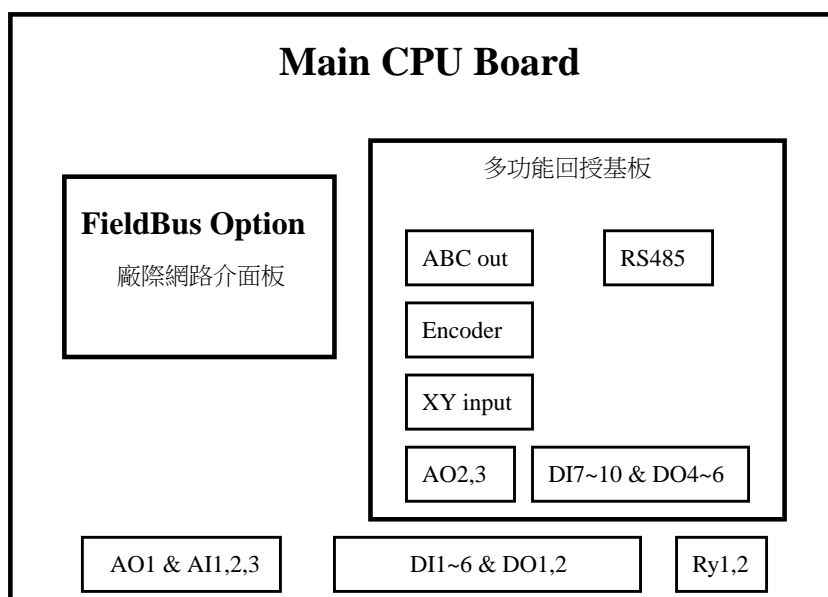 Main CPU Board
多功能回授基板
FieldBus Option
廠際網路介面板
ABC out
RS485
Encoder
XY input
AO2,3
DI7~10 & DO4~6
AO1 & AI1,2,3
DI1~6 & DO1,2
Ry1,2